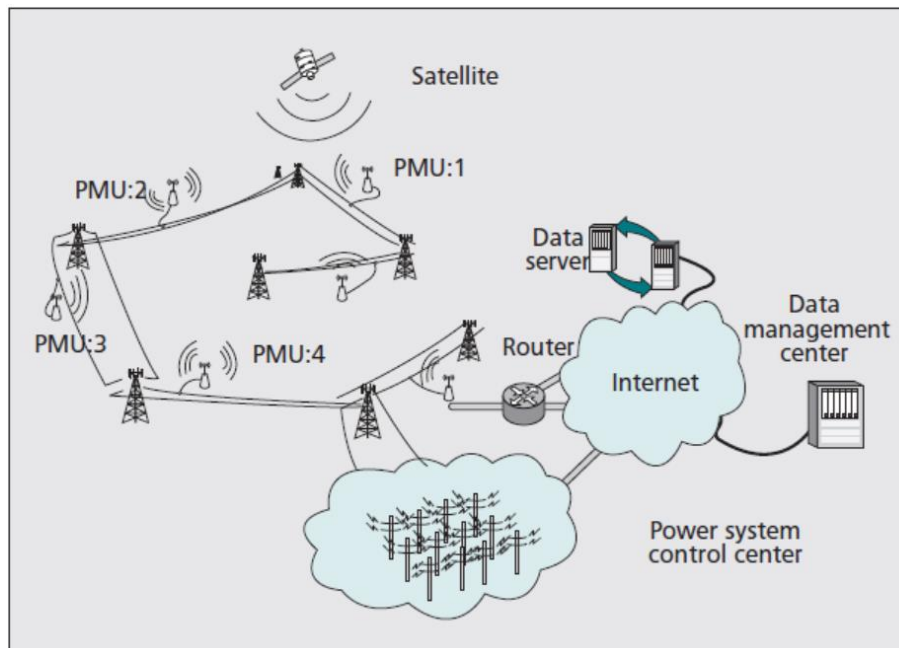 Satellite
PMU:1
PMU:2
Data
server
Data
management
center
PMU:3
PMU:4
Router
Internet
Power system
control center